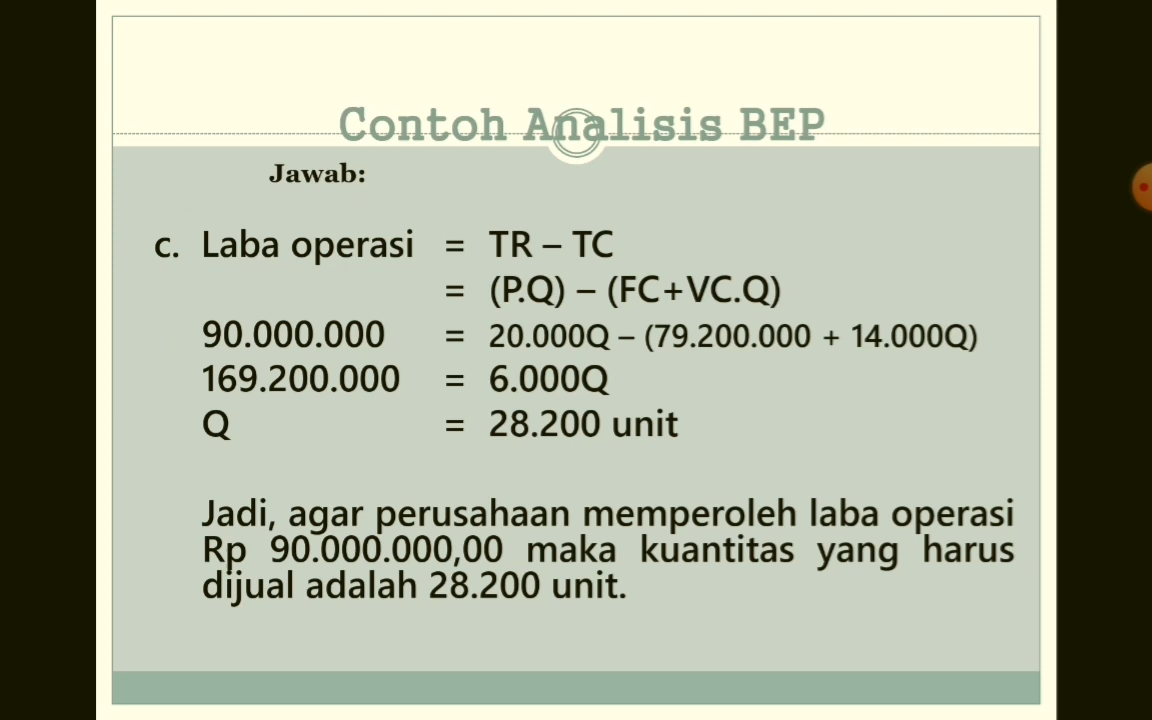 Contoh Analisis BEP
Jawab:
c. Laba operasi = TR – TC
= (P.Q) – (FC+VC.Q)
90.000.000 = 20.000Q – (79.200.000 + 14.000Q)
169.200.000 = 6.000Q
Q = 28.200 unit
Jadi, agar perusahaan memperoleh laba operasi
Rp 90.000.000,00 maka kuantitas yang harus
dijual adalah 28.200 unit.